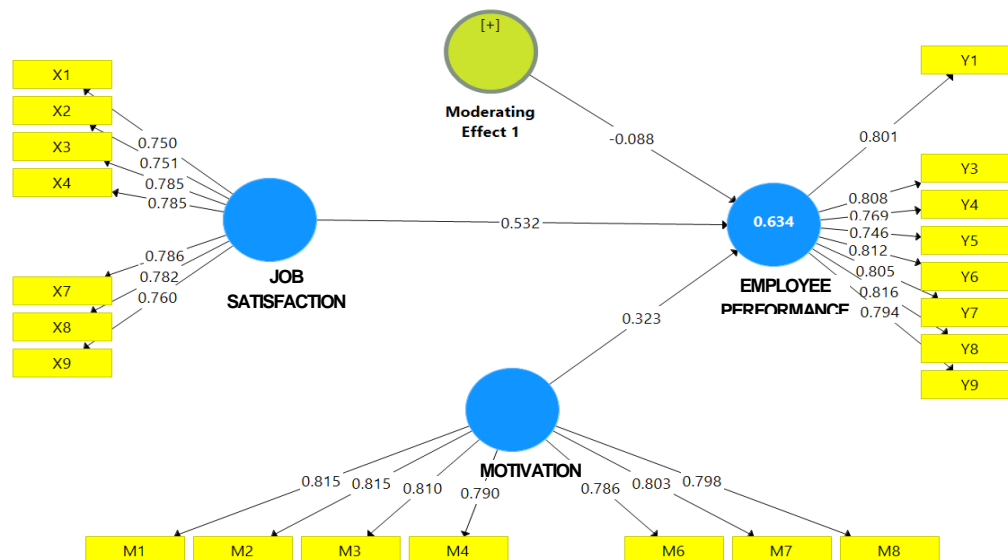 [+]
Moderating
Effect 1
X1
X2
X3
X4
X7
X8
X9
0.750
0.751
0.785
0.785
0.786
0.782
0.760
JOB
SATISFACTION
-0.088
0.532
0.323
0.634
EMPLOYEE
PERFORMANCE
0.801
0.808
0.769
0.746
0.812
0.805
0.816
0.794
Y1
Y3
Y4
Y5
Y6
Y7
Y8
Y9
MOTIVATION
0.815
0.815
0.810
0.790
0.786
0.803
0.798
M1
M2
M3
M4
M6
M7
M8